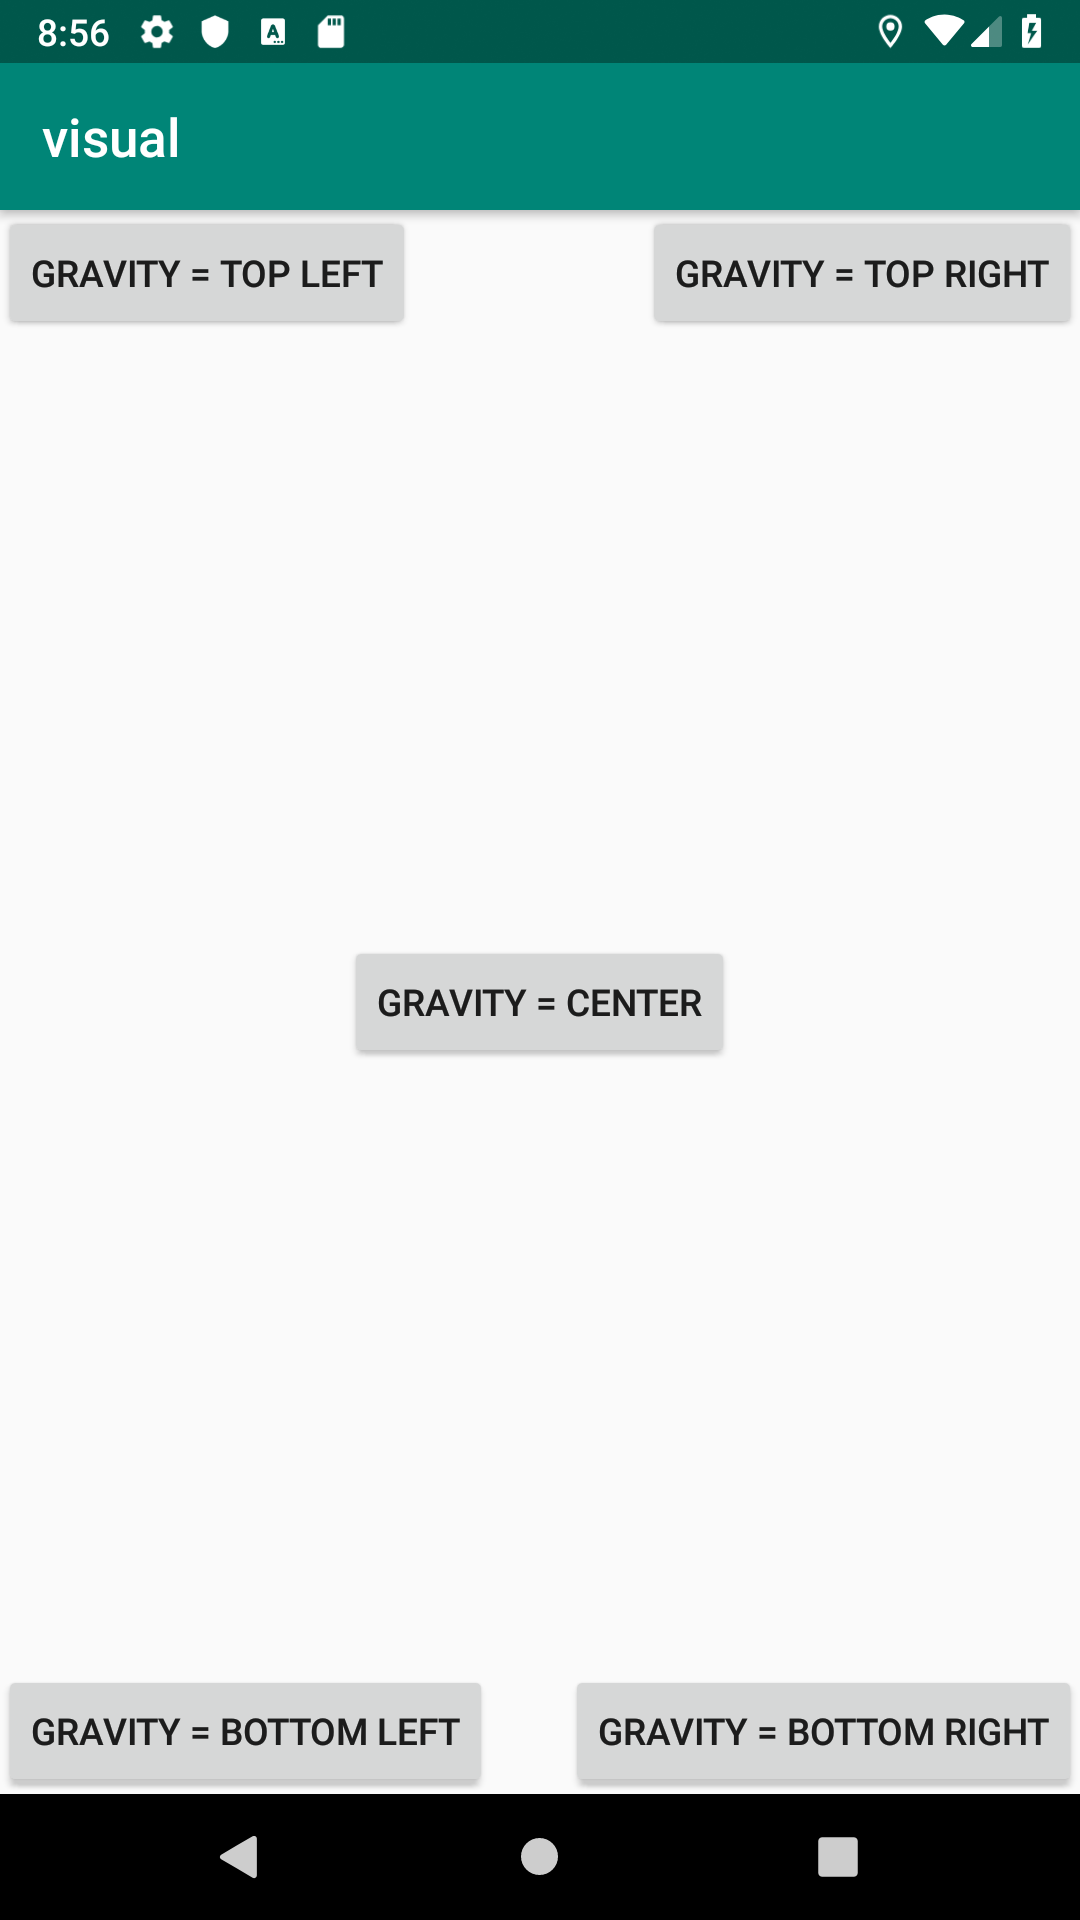 8:56
visual
GRAVITY = TOP LEFT
GRAVITY = TOP RIGHT
GRAVITY = CENTER
GRAVITY = BOTTOM LEFT
GRAVITY = BOTTOM RIGHT